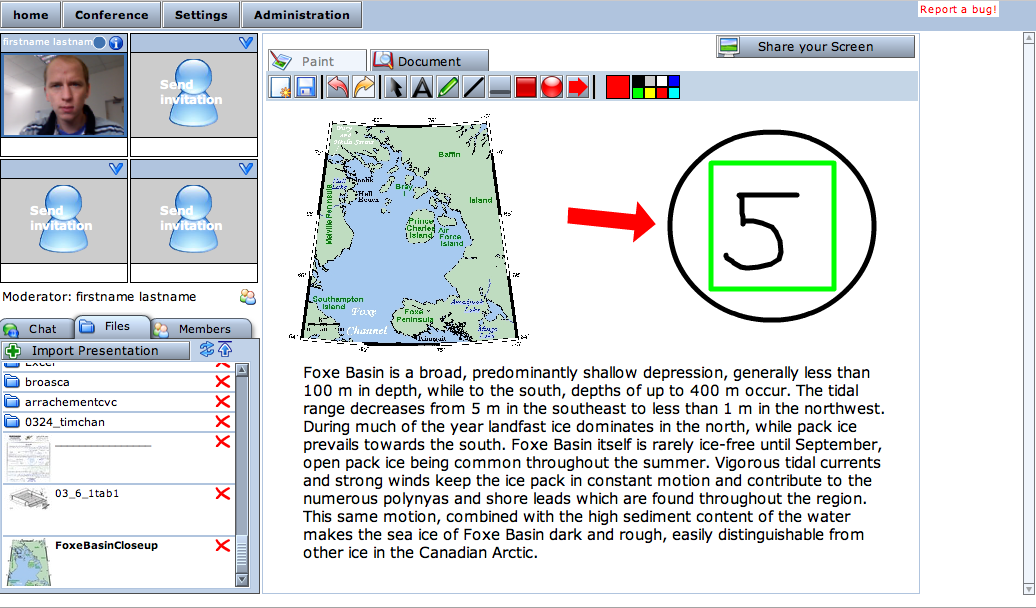 home Conference Settings Administration
Report a bug!
firstname lastnam
Send invitation
Send invitation
Send invitation
Moderator: firstname lastname
Chat Files Members
Import Presentation
Excel
broasca
arrachementcvc
0324_timchan
03_6_1tab1
FoxeBasinCloseup
Share your Screen
Paint Document
Baffin
Island
Melville Peninsula
Hall
Bray
I
Prince
Charles
Island
Air
Force
Island
Southampton
Island
Foxe
Peninsula
Foxe
Channel
5
Foxe Basin is a broad, predominantly shallow depression, generally less than
100 m in depth, while to the south, depths of up to 400 m occur. The tidal
range decreases from 5 m in the southeast to less than 1 m in the northwest.
During much of the year landfast ice dominates in the north, while pack ice
prevails towards the south. Foxe Basin itself is rarely ice-free until September,
open pack ice being common throughout the summer. Vigorous tidal currents
and strong winds keep the ice pack in constant motion and contribute to the
numerous polynyas and shore leads which are found throughout the region.
This same motion, combined with the high sediment content of the water
makes the sea ice of Foxe Basin dark and rough, easily distinguishable from
other ice in the Canadian Arctic.